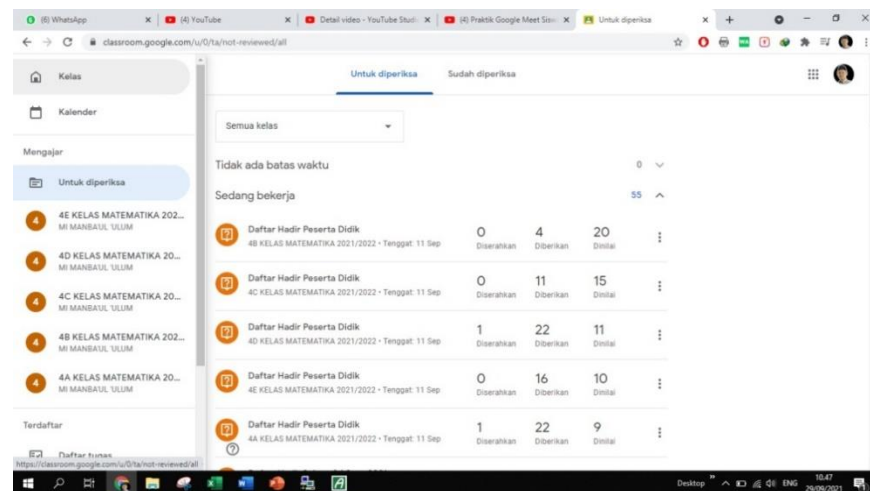 (6) WhatsApp
(4) YouTube
Detail video - YouTube Studi
(4) Praktik Google Meet Sisw
Untuk diperiksa
classroom.google.com/u/0/ta/not-reviewed/all
Kelas
Kalender
Mengajar
Untuk diperiksa
4 4E KELAS MATEMATIKA 202...
MI MANBA'UL 'ULUM
4 4D KELAS MATEMATIKA 20...
MI MANBA'UL 'ULUM
4 4C KELAS MATEMATIKA 20...
MI MANBA'UL 'ULUM
4 4B KELAS MATEMATIKA 202...
MI MANBA'UL 'ULUM
4 4A KELAS MATEMATIKA 20...
MI MANBA'UL 'ULUM
Terdaftar
Daftar tugas
https://classroom.google.com/u/0/ta/not-reviewed/all
Untuk diperiksa Sudah diperiksa
Semua kelas
Tidak ada batas waktu 0
Sedang bekerja 55
Daftar Hadir Peserta Didik 0 4 20
4B KELAS MATEMATIKA 2021/2022 • Tenggat: 11 Sep Diserahkan Diberikan Dinilai
Daftar Hadir Peserta Didik 0 11 15
4C KELAS MATEMATIKA 2021/2022 • Tenggat: 11 Sep Diserahkan Diberikan Dinilai
Daftar Hadir Peserta Didik 1 22 11
4D KELAS MATEMATIKA 2021/2022 • Tenggat: 11 Sep Diserahkan Diberikan Dinilai
Daftar Hadir Peserta Didik 0 16 10
4E KELAS MATEMATIKA 2021/2022 • Tenggat: 11 Sep Diserahkan Diberikan Dinilai
Daftar Hadir Peserta Didik 1 22 9
4A KELAS MATEMATIKA 2021/2022 • Tenggat: 11 Sep Diserahkan Diberikan Dinilai
Desktop ENG 10.47
29/09/2021